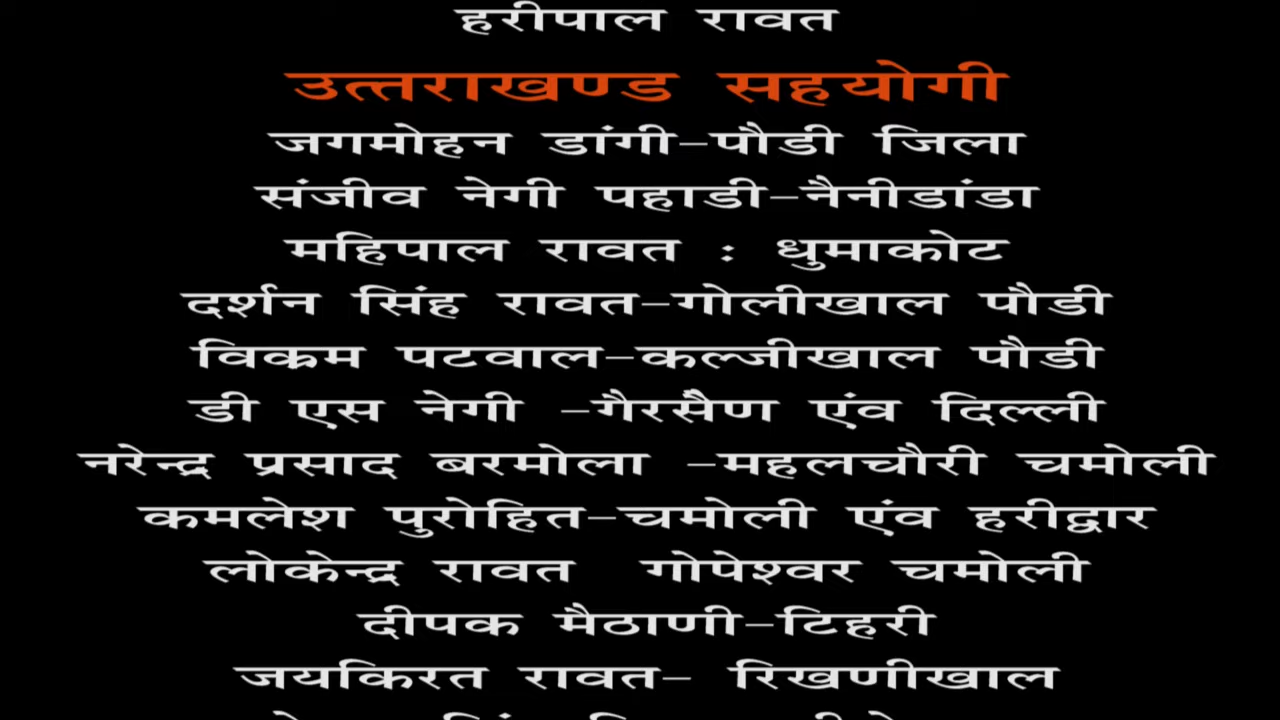 हरीपाल रावत
उत्तराखण्ड सहयोगी
जगमोहन डांगी-पौडी जिला
संजीव नेगी पहाडी-नैनीडांडा
महिपाल रावत : धुमाकोट
दर्शन सिंह रावत-गोलीखाल पौडी
विक्रम पटवाल-कल्जीखाल पौडी
डी एस नेगी -गैरसैण एंव दिल्ली
नरेन्द्र प्रसाद बरमोला -महलचौरी चमोली
कमलेश पुरोहित-चमोली एंव हरीद्वार
लोकेन्द्र रावत गोपेश्वर चमोली
दीपक मैठाणी-टिहरी
जयकिरत रावत- रिखणीखाल